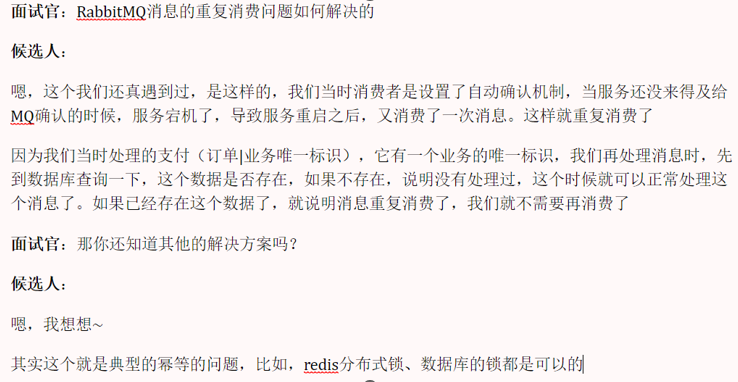 面试官：RabbitMQ消息的重复消费问题如何解决的
候选人：
嗯，这个我们还真遇到过，是这样的，我们当时消费者是设置了自动确认机制，当服务还没来得及给
MQ确认的时候，服务宕机了，导致服务重启之后，又消费了一次消息。这样就重复消费了
因为我们当时处理的支付（订单|业务唯一标识），它有一个业务的唯一标识，我们再处理消息时，先
到数据库查询一下，这个数据是否存在，如果不存在，说明没有处理过，这个时候就可以正常处理这
个消息了。如果已经存在这个数据了，就说明消息重复消费了，我们就不需要再消费了
面试官：那你还知道其他的解决方案吗？
候选人：
嗯，我想想~
其实这个就是典型的幂等的问题，比如，redis分布式锁、数据库的锁都是可以的